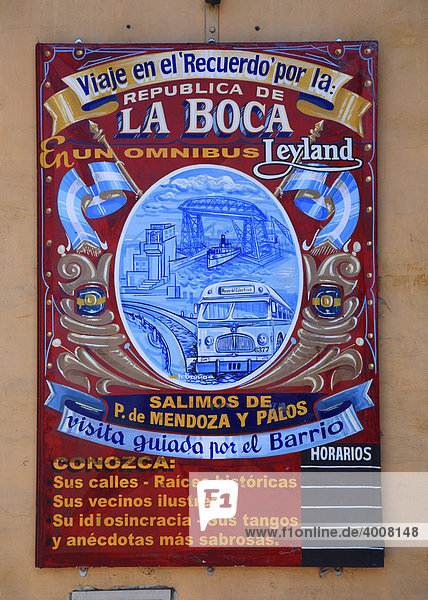 Viaje en el 'Recuerdo' por la:
REPUBLICA DE
LA BOCA
En UN OMNIBUS Leyland
SALIMOS DE
P. de MENDOZA Y PALOS
visita guiada por el Barrio
HORARIOS
CONOZCA:
Sus calles - Raíces históricas
Sus vecinos
Su idiosincracia - Sus tangos
y anécdotas más sabrosas.
F1
www.f1online.de 4008148